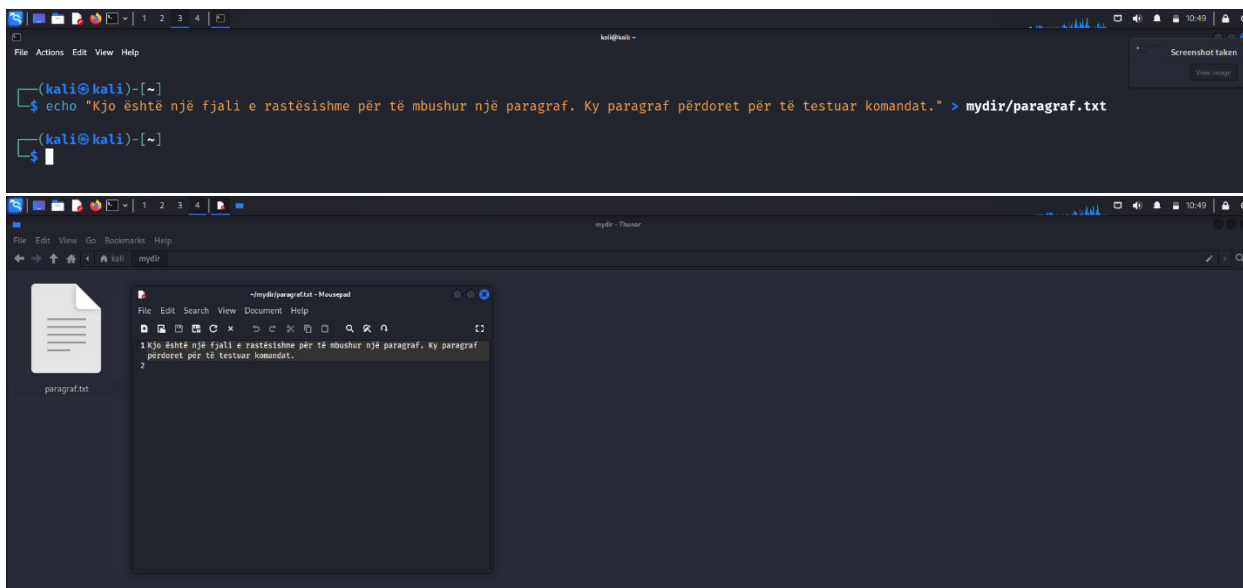 1 2 3 4
10:49
kali@kali: ~
File Actions Edit View Help
Screenshot taken
View image
(kali㉿kali)-[~]
$ echo "Kjo është një fjali e rastësishme për të mbushur një paragraf. Ky paragraf përdoret për të testuar komandat." > mydir/paragraf.txt
(kali㉿kali)-[~]
$
1 2 3 4
10:49
mydir - Thunar
File Edit View Go Bookmarks Help
kali mydir
~/mydir/paragraf.txt - Mousepad
File Edit Search View Document Help
1 Kjo është një fjali e rastësishme për të mbushur një paragraf. Ky paragraf
përdoret për të testuar komandat.
2
paragraf.txt